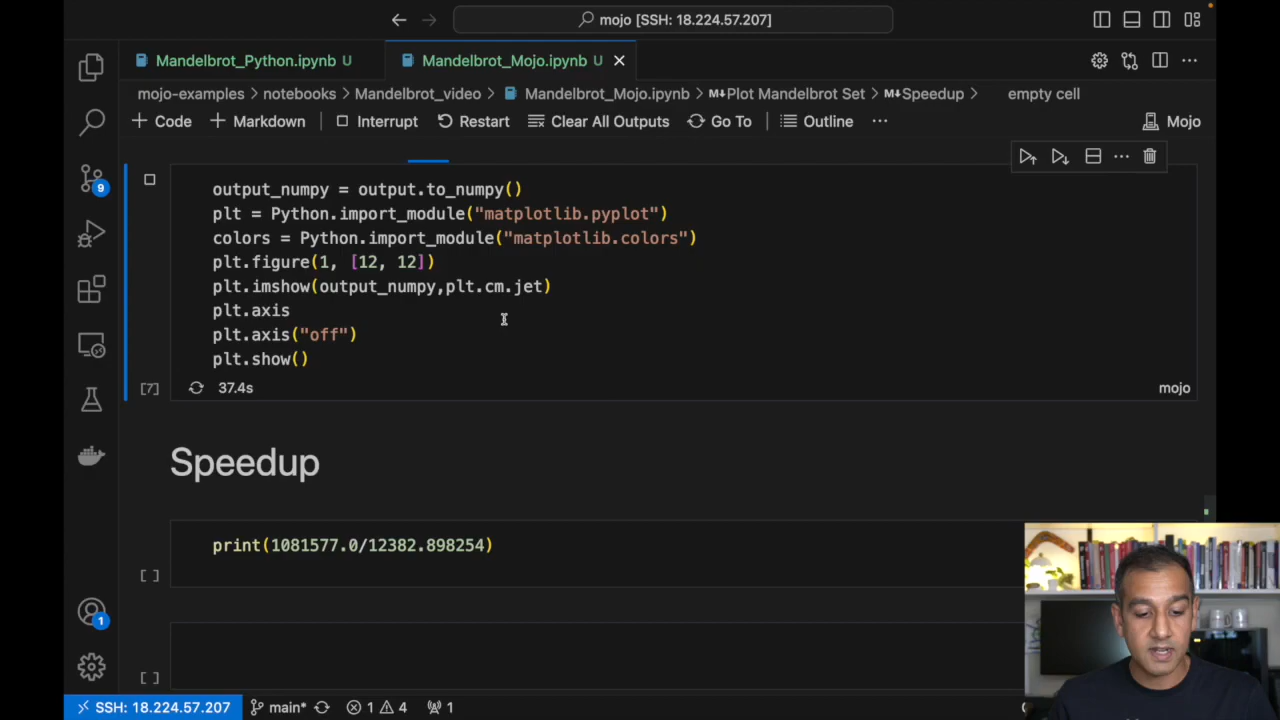 mojo [SSH: 18.224.57.207]
Mandelbrot_Python.ipynb U
Mandelbrot_Mojo.ipynb U
mojo-examples > notebooks > Mandelbrot_video > Mandelbrot_Mojo.ipynb > M↓Plot Mandelbrot Set > M↓Speedup > empty cell
+ Code + Markdown Interrupt Restart Clear All Outputs Go To Outline ... Mojo
output_numpy = output.to_numpy()
plt = Python.import_module("matplotlib.pyplot")
colors = Python.import_module("matplotlib.colors")
plt.figure(1, [12, 12])
plt.imshow(output_numpy,plt.cm.jet)
plt.axis
plt.axis("off")
plt.show()
[7] 37.4s mojo
9
Speedup
print(1081577.0/12382.898254)
[ ]
[ ]
1
SSH: 18.224.57.207 main* 1 4 1